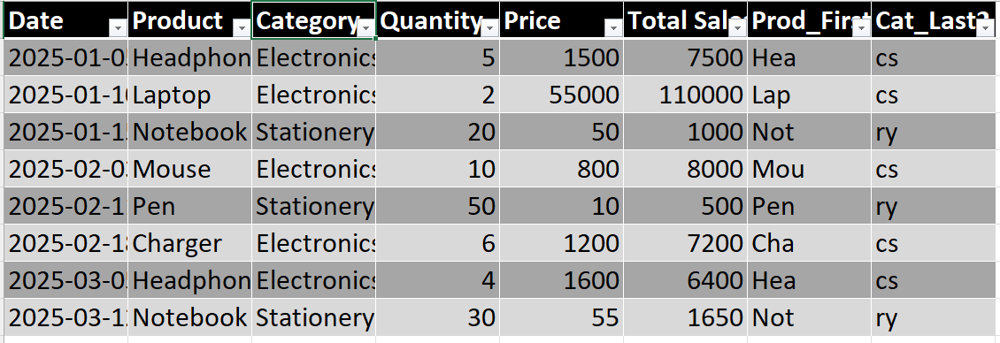 Date Product Category Quantity Price Total Sale Prod_First Cat_Last2
2025-01-0 Headphon Electronics 5 1500 7500 Hea cs
2025-01-10 Laptop Electronics 2 55000 110000 Lap cs
2025-01-1 Notebook Stationery 20 50 1000 Not ry
2025-02-0 Mouse Electronics 10 800 8000 Mou cs
2025-02-1 Pen Stationery 50 10 500 Pen ry
2025-02-18 Charger Electronics 6 1200 7200 Cha cs
2025-03-0 Headphon Electronics 4 1600 6400 Hea cs
2025-03-1 Notebook Stationery 30 55 1650 Not ry